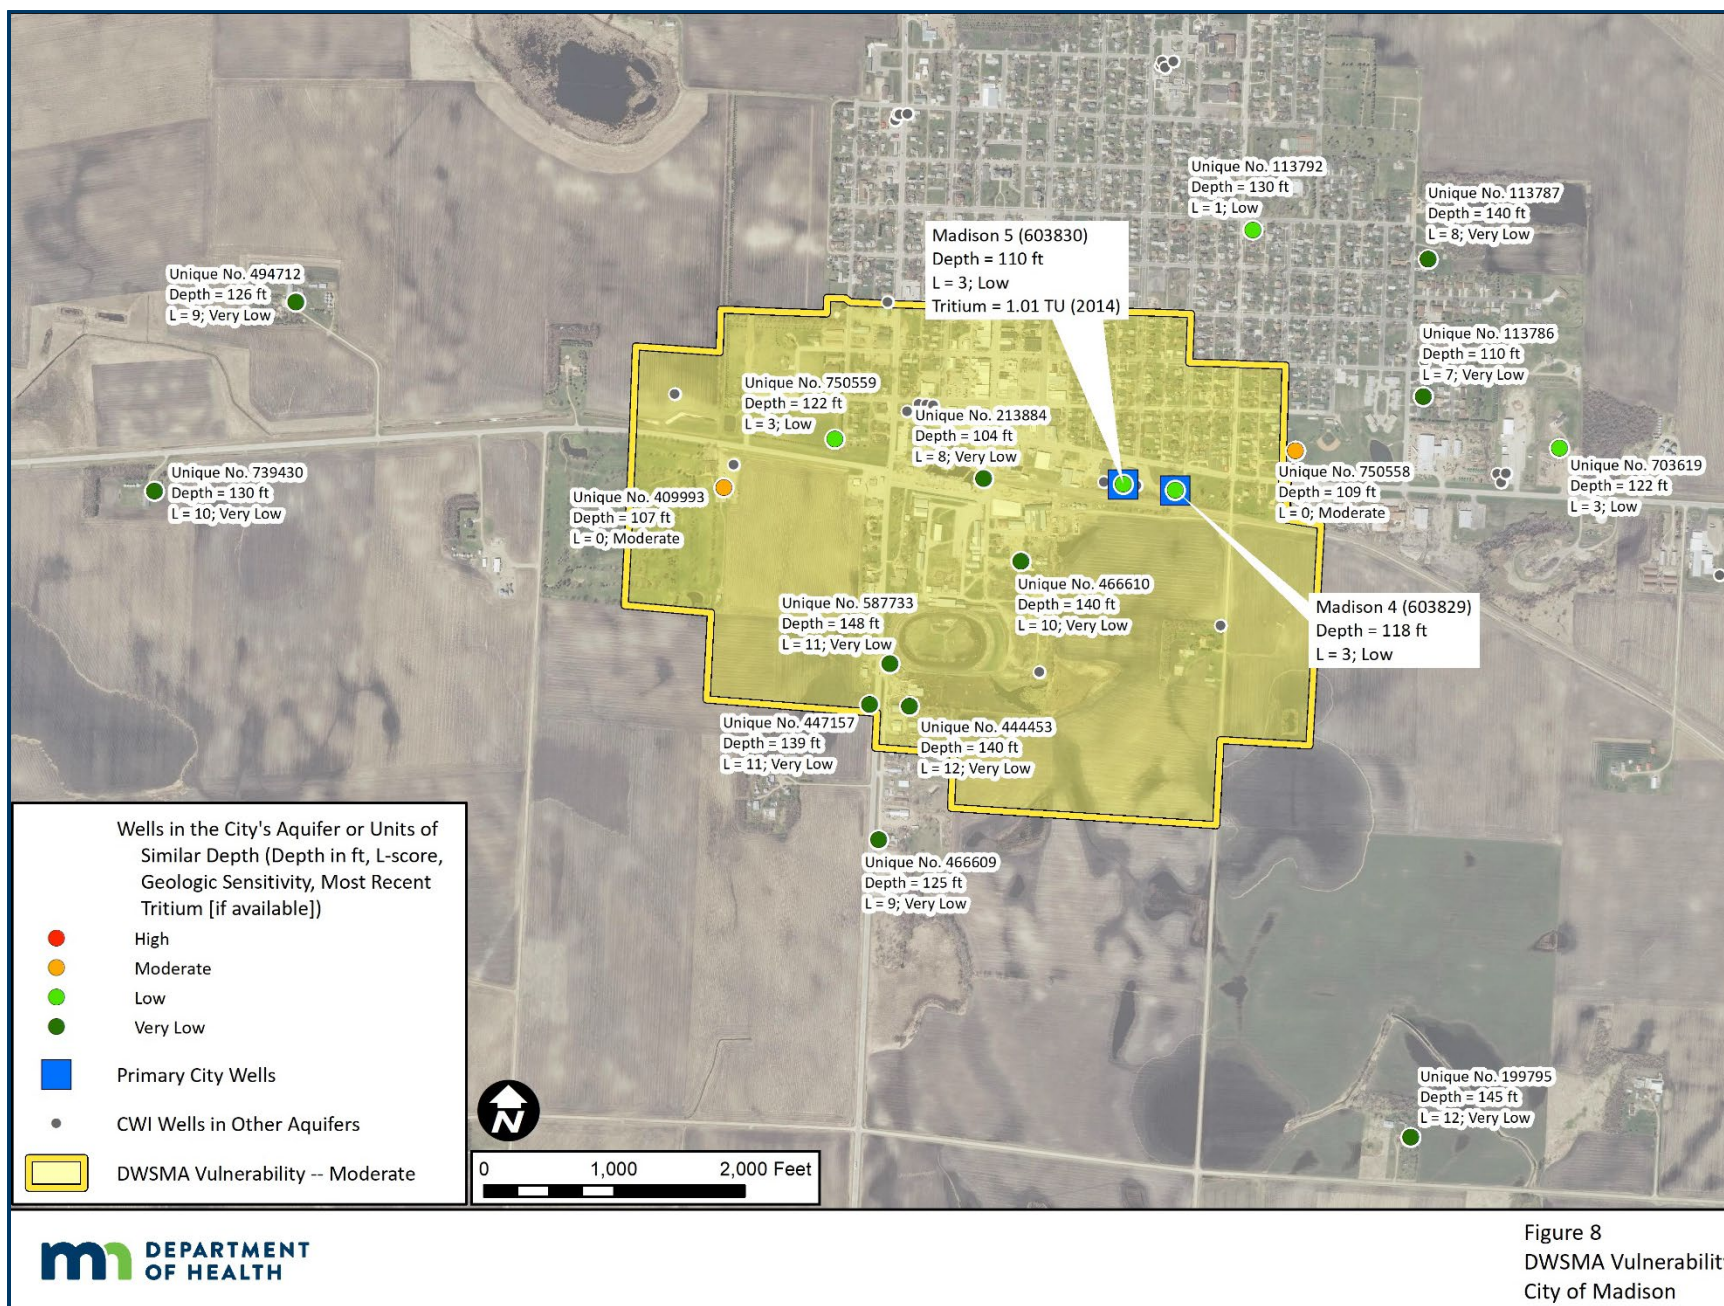 Unique No. 113792
Depth = 130 ft
L = 1; Low
Unique No. 113787
Depth = 140 ft
L = 8; Very Low
Madison 5 (603830)
Depth = 110 ft
L = 3; Low
Tritium = 1.01 TU (2014)
Unique No. 494712
Depth = 126 ft
L = 9; Very Low
Unique No. 113786
Depth = 110 ft
L = 7; Very Low
Unique No. 750559
Depth = 122 ft
L = 3; Low
Unique No. 213884
Depth = 104 ft
L = 8; Very Low
Unique No. 739430
Depth = 130 ft
L = 10; Very Low
Unique No. 409993
Depth = 107 ft
L = 0; Moderate
Unique No. 750558
Depth = 109 ft
L = 0; Moderate
Unique No. 703619
Depth = 122 ft
L = 3; Low
Unique No. 466610
Depth = 140 ft
L = 10; Very Low
Unique No. 587733
Depth = 148 ft
L = 11; Very Low
Madison 4 (603829)
Depth = 118 ft
L = 3; Low
Unique No. 447157
Depth = 139 ft
L = 11; Very Low
Unique No. 444453
Depth = 140 ft
L = 12; Very Low
Unique No. 466609
Depth = 125 ft
L = 9; Very Low
Unique No. 199795
Depth = 145 ft
L = 12; Very Low
Wells in the City's Aquifer or Units of
Similar Depth (Depth in ft, L-score,
Geologic Sensitivity, Most Recent
Tritium [if available])
High
Moderate
Low
Very Low
Primary City Wells
CWI Wells in Other Aquifers
DWSMA Vulnerability -- Moderate
N
0 1,000 2,000 Feet
mn DEPARTMENT
OF HEALTH
Figure 8
DWSMA Vulnerability
City of Madison